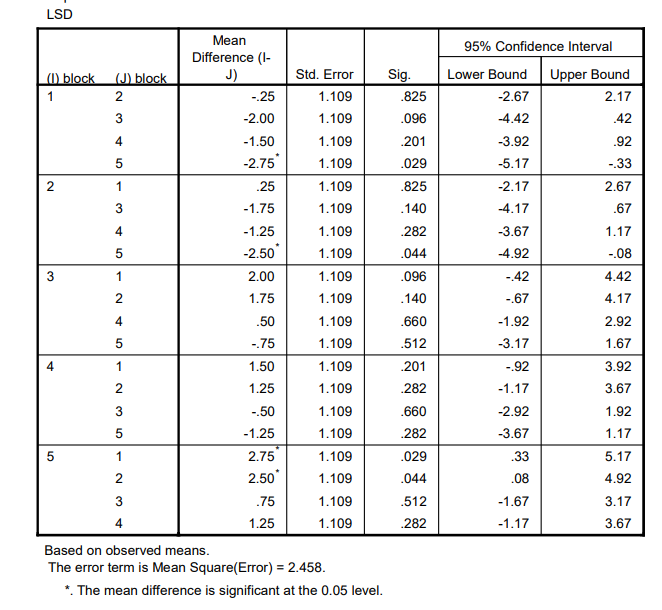 LSD
(I) block (J) block Mean Difference (I-J) Std. Error Sig. 95% Confidence Interval
Lower Bound Upper Bound
1 2 -.25 1.109 .825 -2.67 2.17
3 -2.00 1.109 .096 -4.42 .42
4 -1.50 1.109 .201 -3.92 .92
5 -2.75* 1.109 .029 -5.17 -.33
2 1 .25 1.109 .825 -2.17 2.67
3 -1.75 1.109 .140 -4.17 .67
4 -1.25 1.109 .282 -3.67 1.17
5 -2.50* 1.109 .044 -4.92 -.08
3 1 2.00 1.109 .096 -.42 4.42
2 1.75 1.109 .140 -.67 4.17
4 .50 1.109 .660 -1.92 2.92
5 -.75 1.109 .512 -3.17 1.67
4 1 1.50 1.109 .201 -.92 3.92
2 1.25 1.109 .282 -1.17 3.67
3 -.50 1.109 .660 -2.92 1.92
5 -1.25 1.109 .282 -3.67 1.17
5 1 2.75* 1.109 .029 .33 5.17
2 2.50* 1.109 .044 .08 4.92
3 .75 1.109 .512 -1.67 3.17
4 1.25 1.109 .282 -1.17 3.67
Based on observed means.
The error term is Mean Square(Error) = 2.458.
*. The mean difference is significant at the 0.05 level.